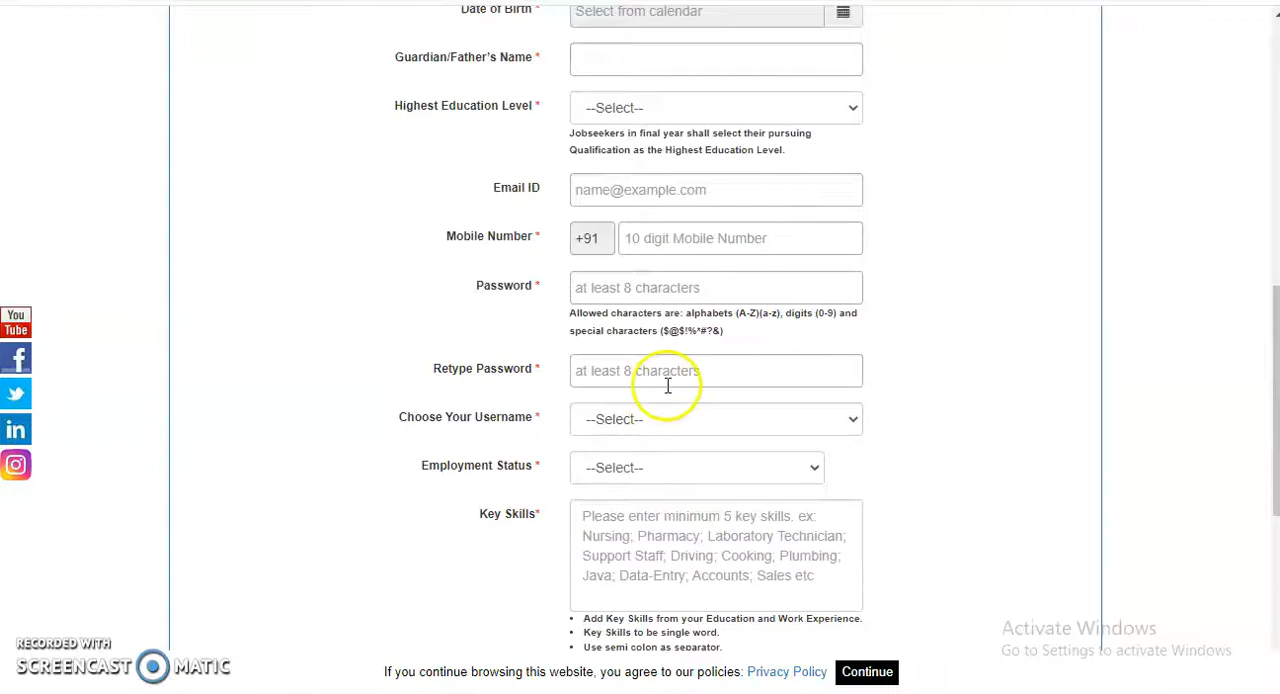 Date of Birth
Select from calendar
Guardian/Father's Name *
Highest Education Level *
--Select--
Jobseekers in final year shall select their pursuing
Qualification as the Highest Education Level.
Email ID
name@example.com
Mobile Number *
+91
10 digit Mobile Number
Password *
at least 8 characters
Allowed characters are: alphabets (A-Z)(a-z), digits (0-9) and
special characters ($@$!%*#?&)
Retype Password *
at least 8 characters
Choose Your Username *
--Select--
Employment Status *
--Select--
Key Skills*
Please enter minimum 5 key skills. ex:
Nursing; Pharmacy; Laboratory Technician;
Support Staff; Driving; Cooking; Plumbing;
Java; Data-Entry; Accounts; Sales etc
• Add Key Skills from your Education and Work Experience.
• Key Skills to be single word.
• Use semi colon as separator.
You
Tube
f
in
Activate Windows
Go to Settings to activate Windows
RECORDED WITH
SCREENCAST MATIC
If you continue browsing this website, you agree to our policies: Privacy Policy Continue